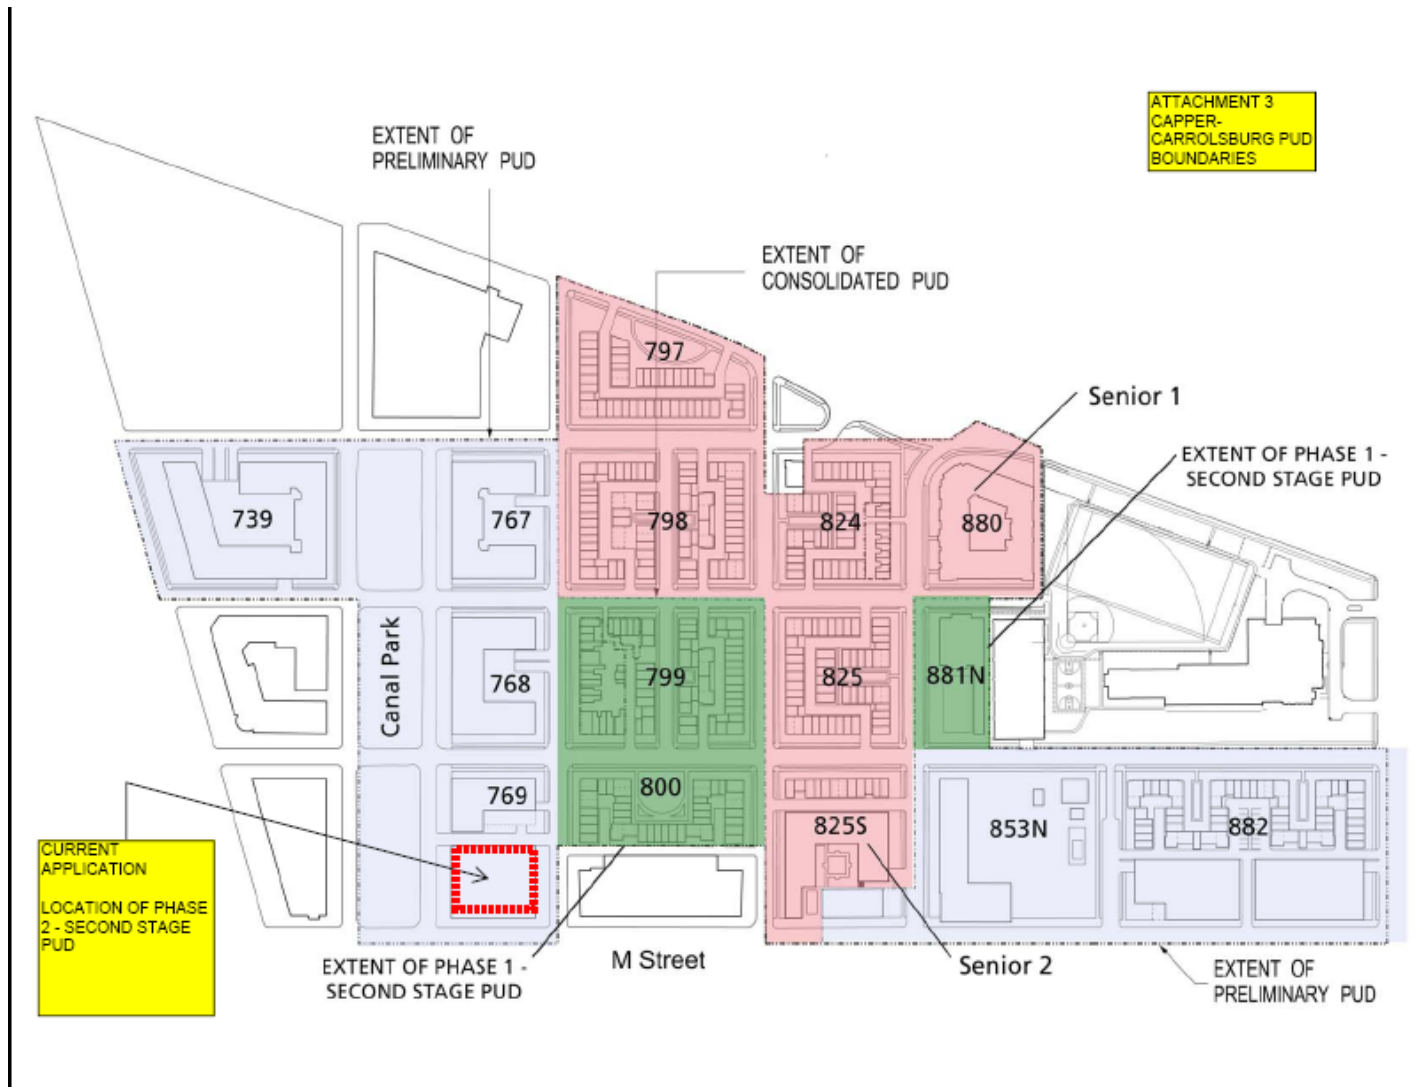 ATTACHMENT 3
CAPPER-
CARROLSBURG PUD
BOUNDARIES
EXTENT OF
PRELIMINARY PUD
EXTENT OF
CONSOLIDATED PUD
797
Senior 1
EXTENT OF PHASE 1 -
SECOND STAGE PUD
739
767
798
824
880
Canal Park
768
799
825
881N
769
800
825S
853N
882
CURRENT
APPLICATION
LOCATION OF PHASE
2 - SECOND STAGE
PUD
EXTENT OF PHASE 1 -
SECOND STAGE PUD
M Street
Senior 2
EXTENT OF
PRELIMINARY PUD